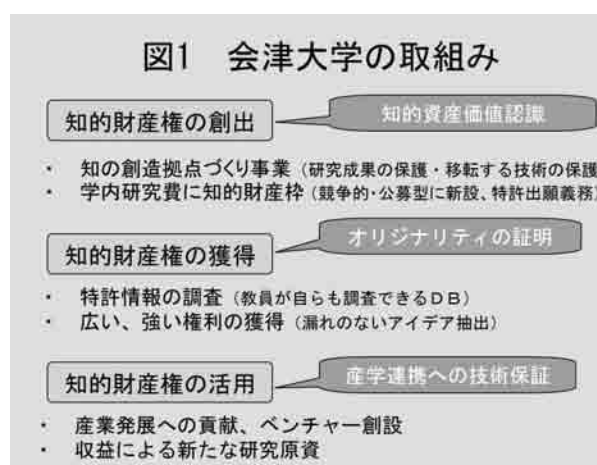 図1 会津大学の取組み
知的財産権の創出
知的資産価値認識
・ 知の創造拠点づくり事業（研究成果の保護・移転する技術の保護
・ 学内研究費に知的財産枠（競争的・公募型に新設、特許出願義務）
知的財産権の獲得
オリジナリティの証明
・ 特許情報の調査（教員が自らも調査できるＤＢ）
・ 広い、強い権利の獲得（漏れのないアイデア抽出）
知的財産権の活用
産学連携への技術保証
・ 産業発展への貢献、ベンチャー創設
・ 収益による新たな研究原資